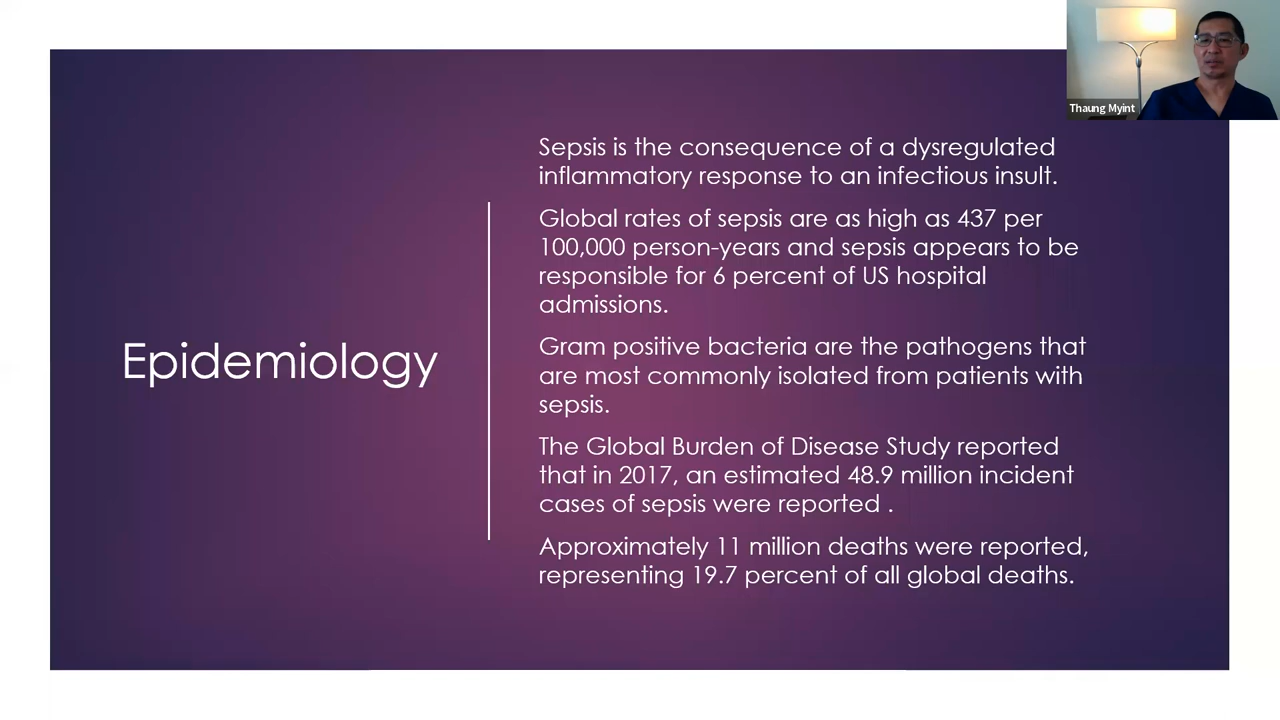 Thaung Myint
Sepsis is the consequence of a dysregulated
inflammatory response to an infectious insult.
Global rates of sepsis are as high as 437 per
100,000 person-years and sepsis appears to be
responsible for 6 percent of US hospital
admissions.
Epidemiology
Gram positive bacteria are the pathogens that
are most commonly isolated from patients with
sepsis.
The Global Burden of Disease Study reported
that in 2017, an estimated 48.9 million incident
cases of sepsis were reported .
Approximately 11 million deaths were reported,
representing 19.7 percent of all global deaths.